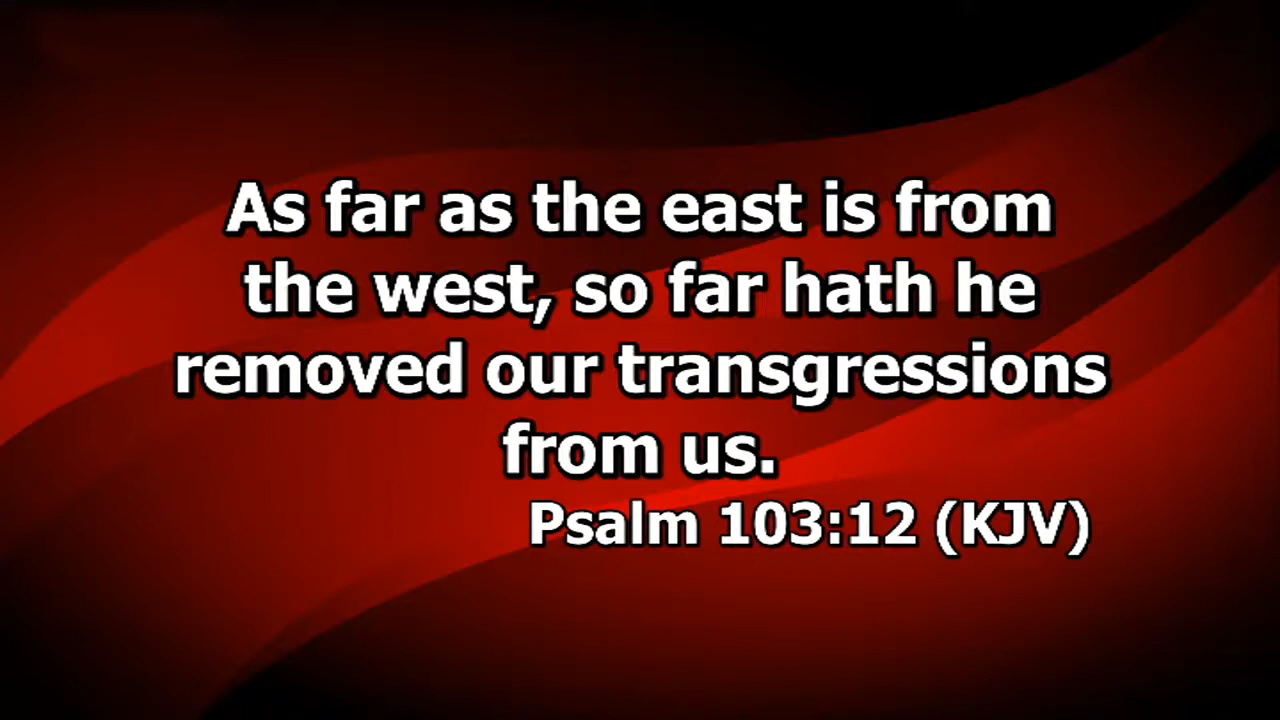 As far as the east is from
the west, so far hath he
removed our transgressions
from us.
Psalm 103:12 (KJV)